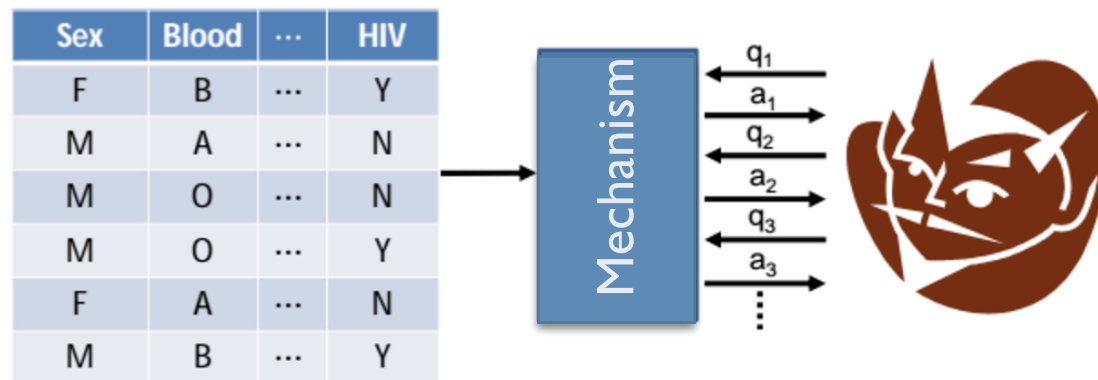 Sex Blood ... HIV
F B ... Y
M A ... N
M O ... N
M O ... Y
F A ... N
M B ... Y
Mechanism
q1
a1
q2
a2
q3
a3